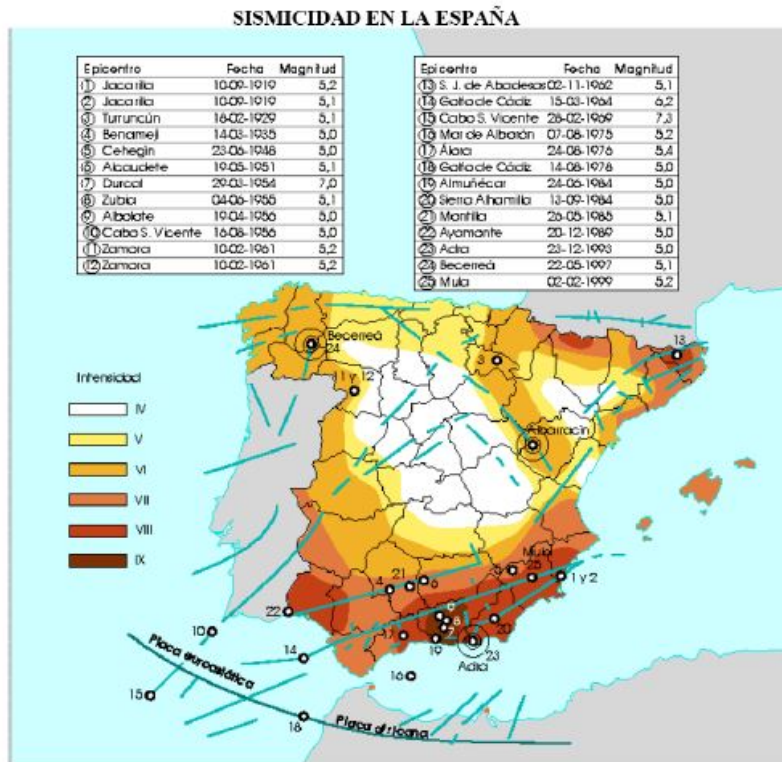 SISMICIDAD EN LA ESPAÑA
Epicentro Fecha Magnitud
1 Jacarilla 10-09-1919 5,2
2 Jacarilla 10-09-1919 5,1
3 Turruncún 18-02-1929 5,1
4 Benamejí 14-03-1935 5,0
5 Cehegín 23-06-1948 5,0
6 Alcaudete 19-05-1951 5,1
7 Durcal 29-03-1954 7,0
8 Zubia 04-06-1955 5,1
9 Albolote 19-04-1956 5,0
10 Cabo S. Vicente 16-08-1956 5,0
11 Zamora 10-02-1961 5,2
12 Zamora 10-02-1961 5,2
Epicentro Fecha Magnitud
13 S. J. de Abadesas 02-11-1962 5,1
14 Golfo de Cádiz 15-03-1964 6,2
15 Cabo S. Vicente 28-02-1969 7,3
16 Mar de Alborán 07-08-1975 5,2
17 Álora 24-08-1976 5,4
18 Golfo de Cádiz 14-08-1978 5,0
19 Almuñécar 24-06-1984 5,0
20 Sierra Alhamilla 13-09-1984 5,0
21 Montilla 26-05-1985 5,1
22 Ayamonte 20-12-1989 5,0
23 Adra 23-12-1993 5,0
24 Becerreá 22-05-1997 5,1
25 Mula 02-02-1999 5,2
Becerreá
24
13
3
11 y 12
Intensidad
IV
V
VI
VII
VIII
IX
Albarracín
Mula
25
5
1 y 2
4
21
6
22
9
8
7
20
10
17
19
23
Adra
14
16
15
18
Placa euroasiática
Placa africana